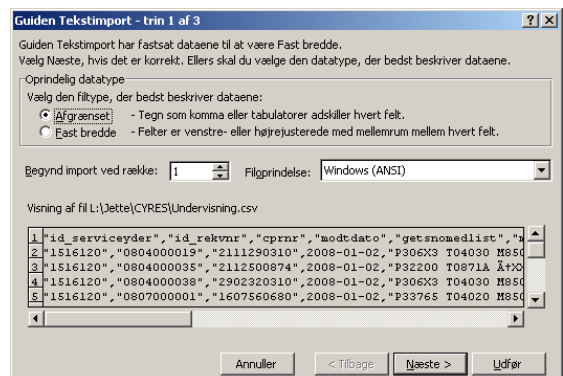 Guiden Tekstimport - trin 1 af 3
Guiden Tekstimport har fastsat dataene til at være Fast bredde.
Vælg Næste, hvis det er korrekt. Ellers skal du vælge den datatype, der bedst beskriver dataene.
Oprindelig datatype
Vælg den filtype, der bedst beskriver dataene:
Afgrænset - Tegn som komma eller tabulatorer adskiller hvert felt.
Fast bredde - Felter er venstre- eller højrejusterede med mellemrum mellem hvert felt.
Begynd import ved række: 1 Filoprindelse: Windows (ANSI)
Visning af fil L:\Jette\CYRES\Undervisning.csv
1 "id_serviceyder","id_rekvnr","cprnr","modtdato","getsnomedlist","
2 "1516120","0804000019","2111290310",2008-01-02,"P306X3 T04030 M850
3 "1516120","0804000035","2112500874",2008-01-02,"P32200 T0871A Ã†XX
4 "1516120","0804000038","2902320310",2008-01-02,"P306X3 T04030 M850
5 "1516120","0807000001","1607560680",2008-01-02,"P33765 T04020 M850
Annuller < Tilbage Næste > Udfør